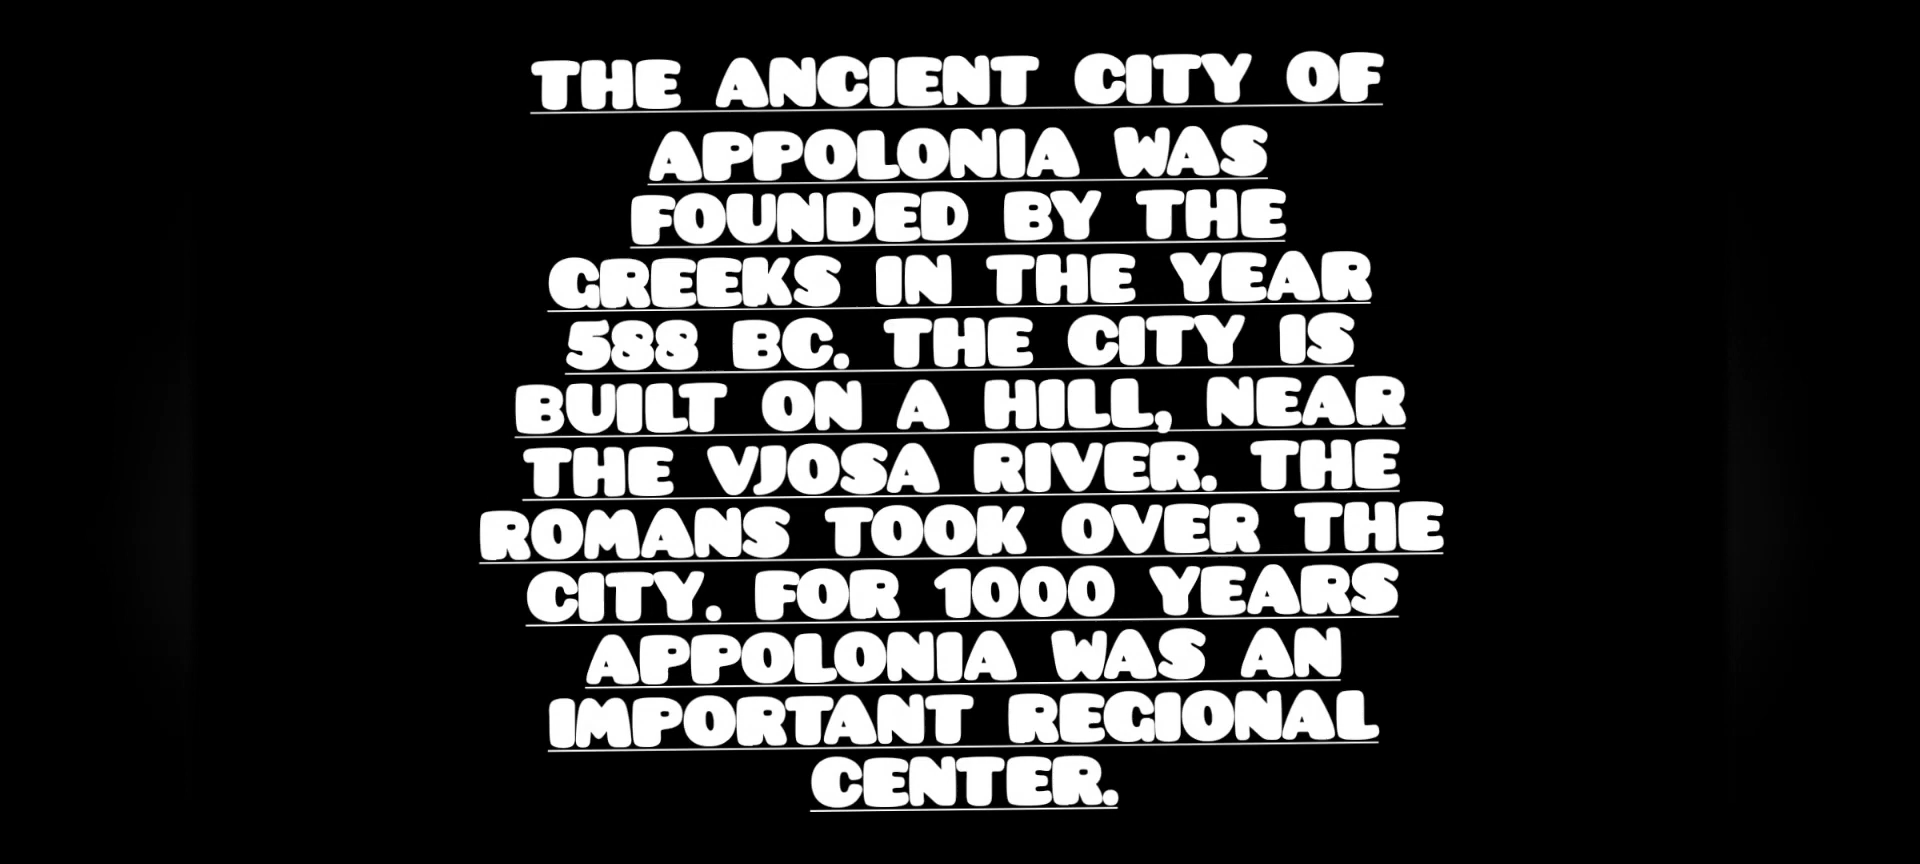 THE ANCIENT CITY OF
APPOLONIA WAS
FOUNDED BY THE
GREEKS IN THE YEAR
588 BC. THE CITY IS
BUILT ON A HILL, NEAR
THE VJOSA RIVER. THE
ROMANS TOOK OVER THE
CITY. FOR 1000 YEARS
APPOLONIA WAS AN
IMPORTANT REGIONAL
CENTER.